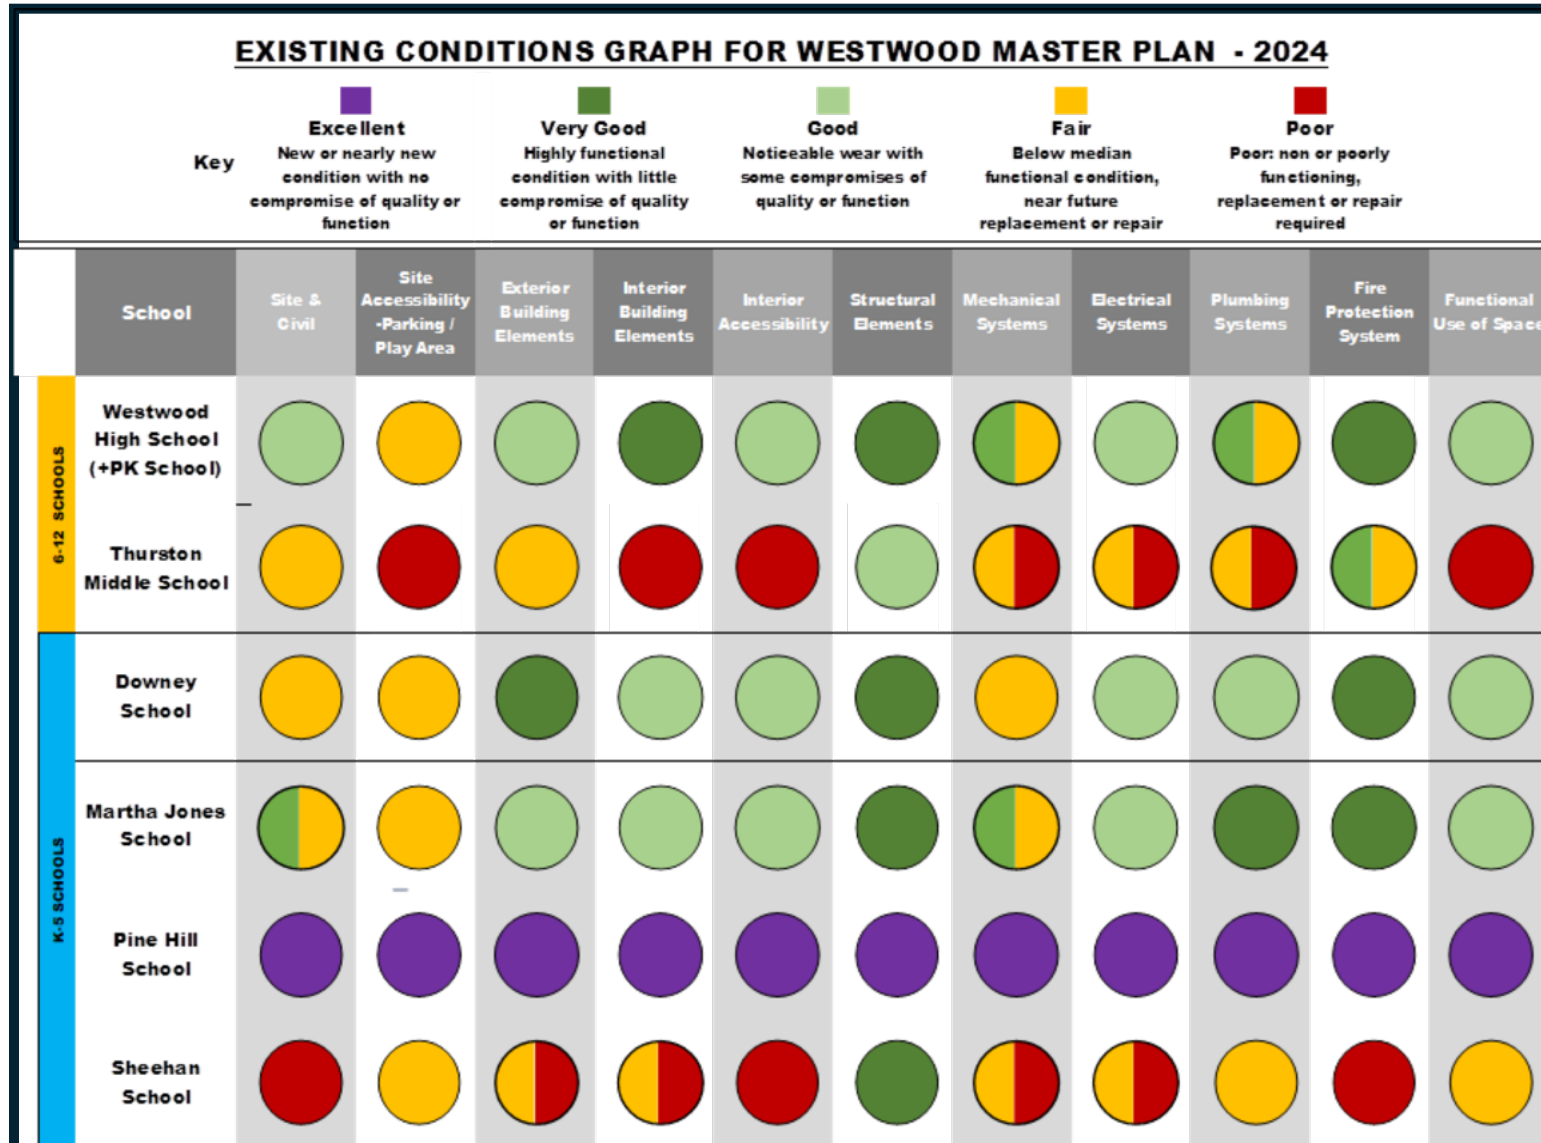 EXISTING CONDITIONS GRAPH FOR WESTWOOD MASTER PLAN - 2024
Key
Excellent
New or nearly new
condition with no
compromise of quality or
function
Very Good
Highly functional
condition with little
compromise of quality
or function
Good
Noticeable wear with
some compromises of
quality or function
Fair
Below median
functional condition,
near future
replacement or repair
Poor
Poor: non or poorly
functioning,
replacement or repair
required
School
Site &
Civil
Site
Accessibility
-Parking /
Play Area
Exterior
Building
Elements
Interior
Building
Elements
Interior
Accessibility
Structural
Elements
Mechanical
Systems
Electrical
Systems
Plumbing
Systems
Fire
Protection
System
Functional
Use of Space
6-12 SCHOOLS
Westwood
High School
(+PK School)
Thurston
Middle School
K-5 SCHOOLS
Downey
School
Martha Jones
School
Pine Hill
School
Sheehan
School